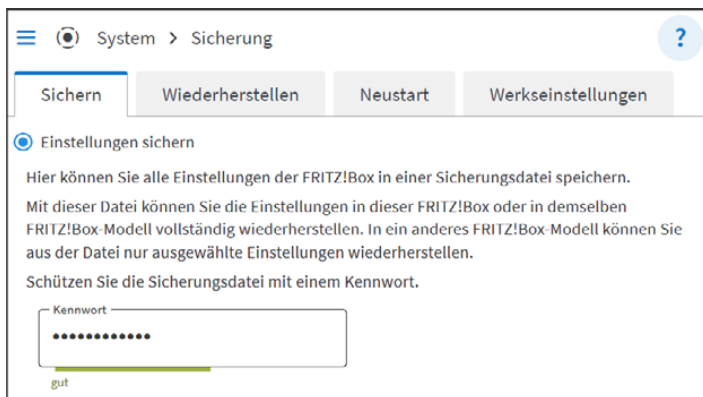 System > Sicherung
?
Sichern Wiederherstellen Neustart Werkseinstellungen
Einstellungen sichern
Hier können Sie alle Einstellungen der FRITZ!Box in einer Sicherungsdatei speichern.
Mit dieser Datei können Sie die Einstellungen in dieser FRITZ!Box oder in demselben
FRITZ!Box-Modell vollständig wiederherstellen. In ein anderes FRITZ!Box-Modell können Sie
aus der Datei nur ausgewählte Einstellungen wiederherstellen.
Schützen Sie die Sicherungsdatei mit einem Kennwort.
Kennwort
••••••••••••
gut